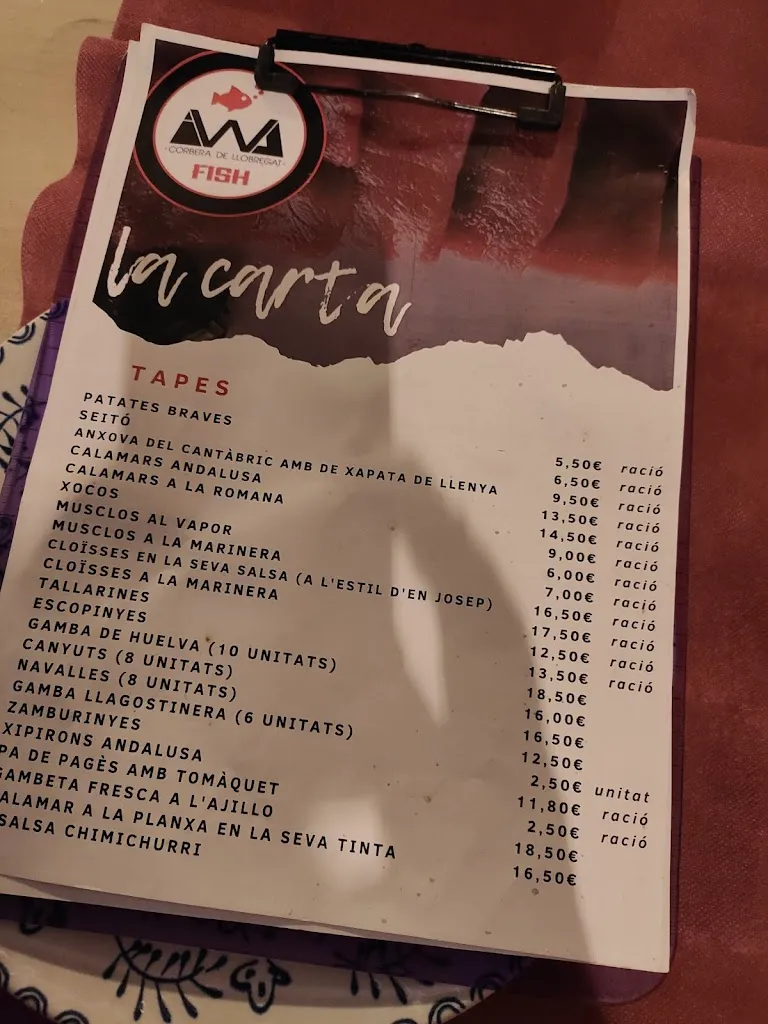 AWA
·CORBERA DE LLOBREGAT·
FISH
la carta
TAPES
PATATES BRAVES 5,50€ ració
SEITÓ 6,50€ ració
ANXOVA DEL CANTÀBRIC AMB DE XAPATA DE LLENYA 9,50€ ració
CALAMARS ANDALUSA 13,50€ ració
CALAMARS A LA ROMANA 14,50€ ració
XOCOS 9,00€ ració
MUSCLOS AL VAPOR 6,00€ ració
MUSCLOS A LA MARINERA 7,00€ ració
CLOÏSSES EN LA SEVA SALSA (A L'ESTIL D'EN JOSEP) 16,50€ ració
CLOÏSSES A LA MARINERA 17,50€ ració
TALLARINES 12,50€ ració
ESCOPINYES 13,50€ ració
GAMBA DE HUELVA (10 UNITATS) 18,50€
CANYUTS (8 UNITATS) 16,00€
NAVALLES (8 UNITATS) 16,50€
GAMBA LLAGOSTINERA (6 UNITATS) 12,50€
ZAMBURINYES 2,50€ unitat
XIPIRONS ANDALUSA 11,80€ ració
PA DE PAGÈS AMB TOMÀQUET 2,50€ ració
GAMBETA FRESCA A L'AJILLO 18,50€
ALAMAR A LA PLANXA EN LA SEVA TINTA 16,50€
SALSA CHIMICHURRI